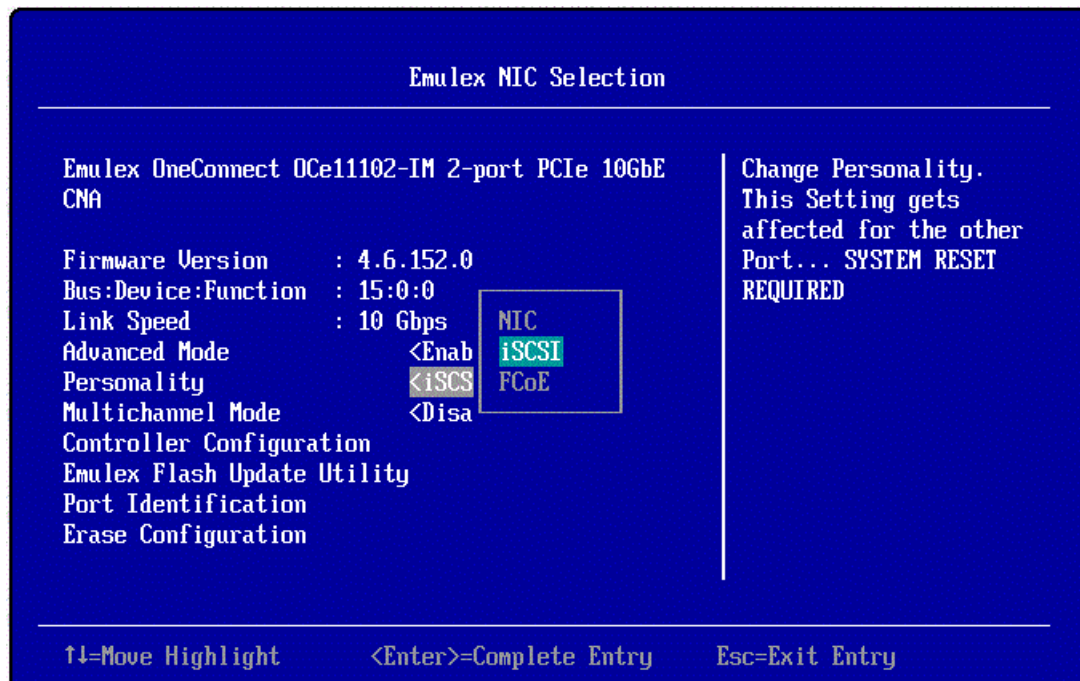 Emulex NIC Selection
Emulex OneConnect OCe11102-IM 2-port PCIe 10GbE
CNA
Firmware Version : 4.6.152.0
Bus:Device:Function : 15:0:0
Link Speed : 10 Gbps
Advanced Mode <Enab
Personality <iSCS
Multichannel Mode <Disa
Controller Configuration
Emulex Flash Update Utility
Port Identification
Erase Configuration
NIC
iSCSI
FCoE
Change Personality.
This Setting gets
affected for the other
Port... SYSTEM RESET
REQUIRED
↑↓=Move Highlight <Enter>=Complete Entry Esc=Exit Entry